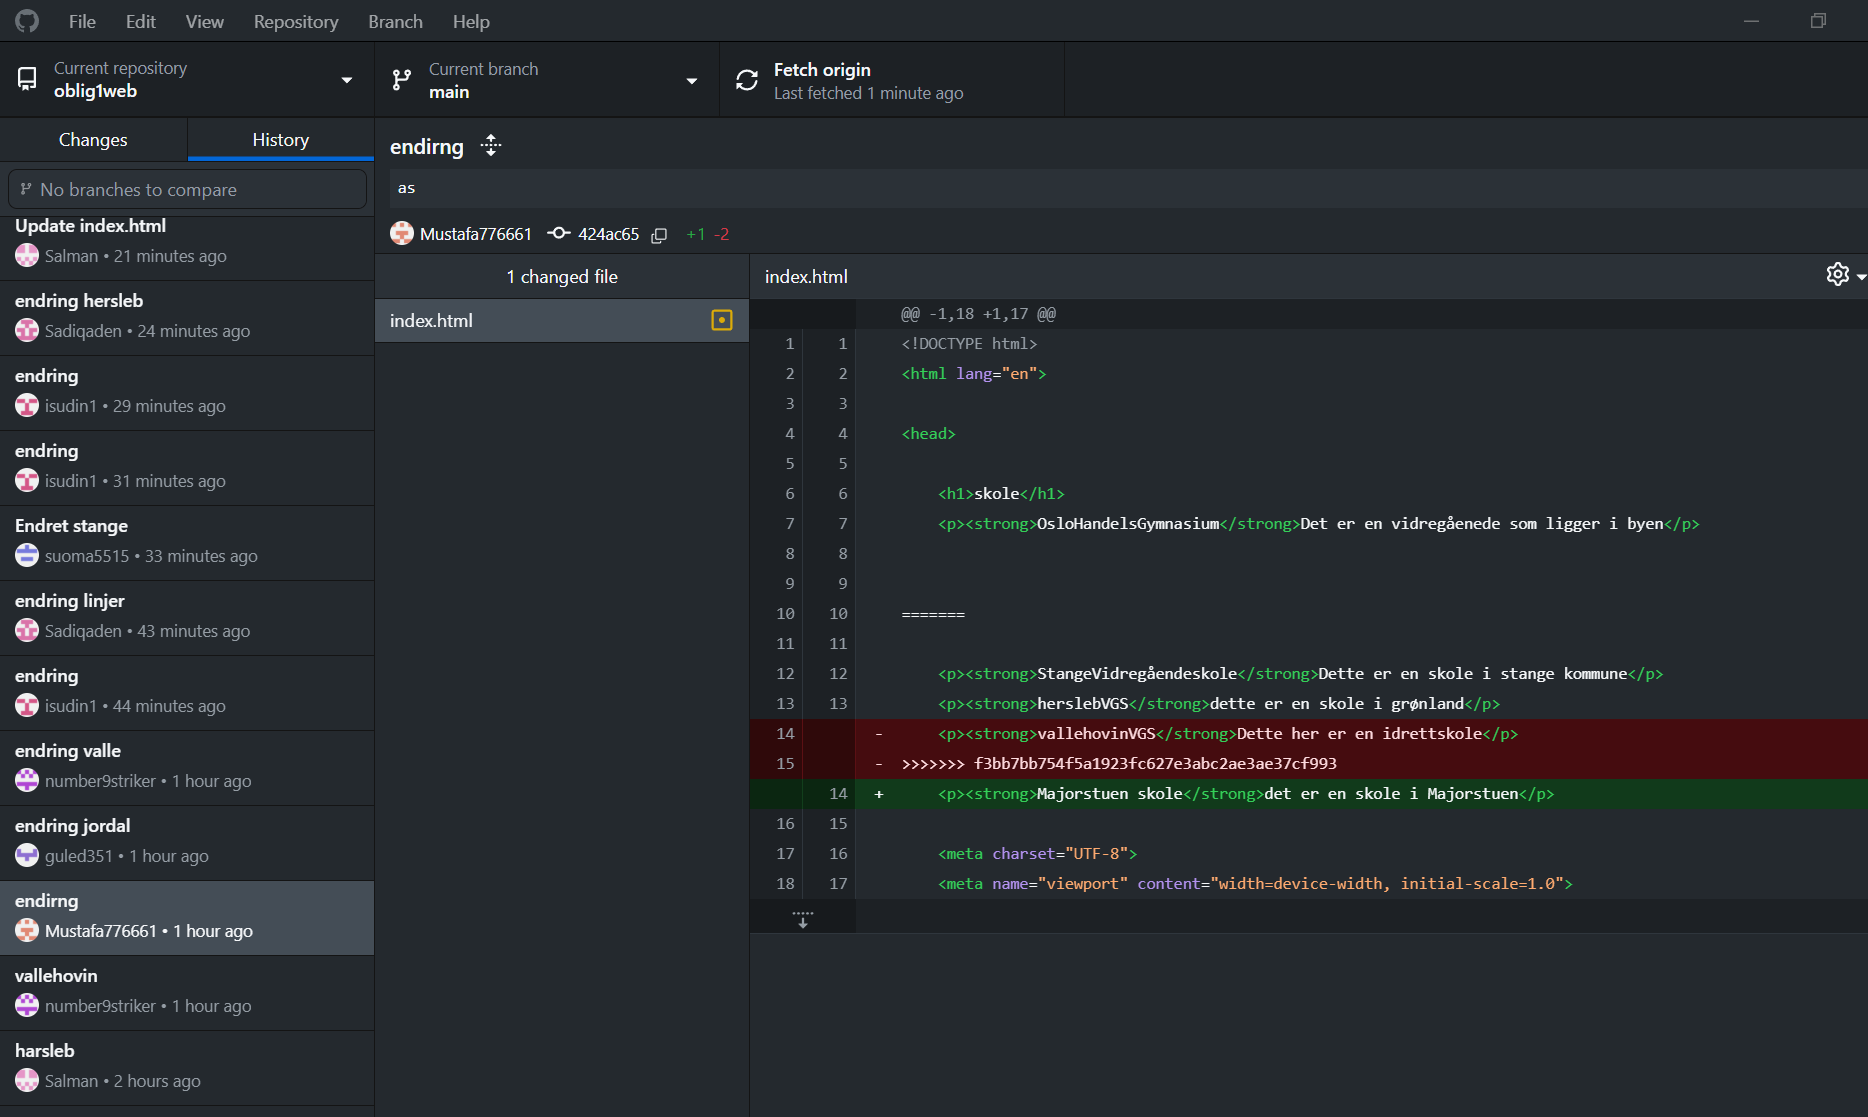 File Edit View Repository Branch Help
Current repository
oblig1web
Current branch
main
Fetch origin
Last fetched 1 minute ago
Changes
History
No branches to compare
Update index.html
Salman • 21 minutes ago
endring hersleb
Sadiqaden • 24 minutes ago
endring
isudin1 • 29 minutes ago
endring
isudin1 • 31 minutes ago
Endret stange
suoma5515 • 33 minutes ago
endring linjer
Sadiqaden • 43 minutes ago
endring
isudin1 • 44 minutes ago
endring valle
number9striker • 1 hour ago
endring jordal
guled351 • 1 hour ago
endirng
Mustafa776661 • 1 hour ago
vallehovin
number9striker • 1 hour ago
harsleb
Salman • 2 hours ago
endirng
as
Mustafa776661 424ac65 +1 -2
1 changed file
index.html
index.html
@@ -1,18 +1,17 @@
1 1 <!DOCTYPE html>
2 2 <html lang="en">
3 3
4 4 <head>
5 5
6 6 <h1>skole</h1>
7 7 <p><strong>OsloHandelsGymnasium</strong>Det er en vidregåenede som ligger i byen</p>
8 8
9 9
10 10 =======
11 11
12 12 <p><strong>StangeVidregåendeskole</strong>Dette er en skole i stange kommune</p>
13 13 <p><strong>herslebVGS</strong>dette er en skole i grønland</p>
14 - <p><strong>vallehovinVGS</strong>Dette her er en idrettskole</p>
15 - >>>>>>> f3bb7bb754f5a1923fc627e3abc2ae3ae37cf993
14 + <p><strong>Majorstuen skole</strong>det er en skole i Majorstuen</p>
16 15
17 16 <meta charset="UTF-8">
18 17 <meta name="viewport" content="width=device-width, initial-scale=1.0">